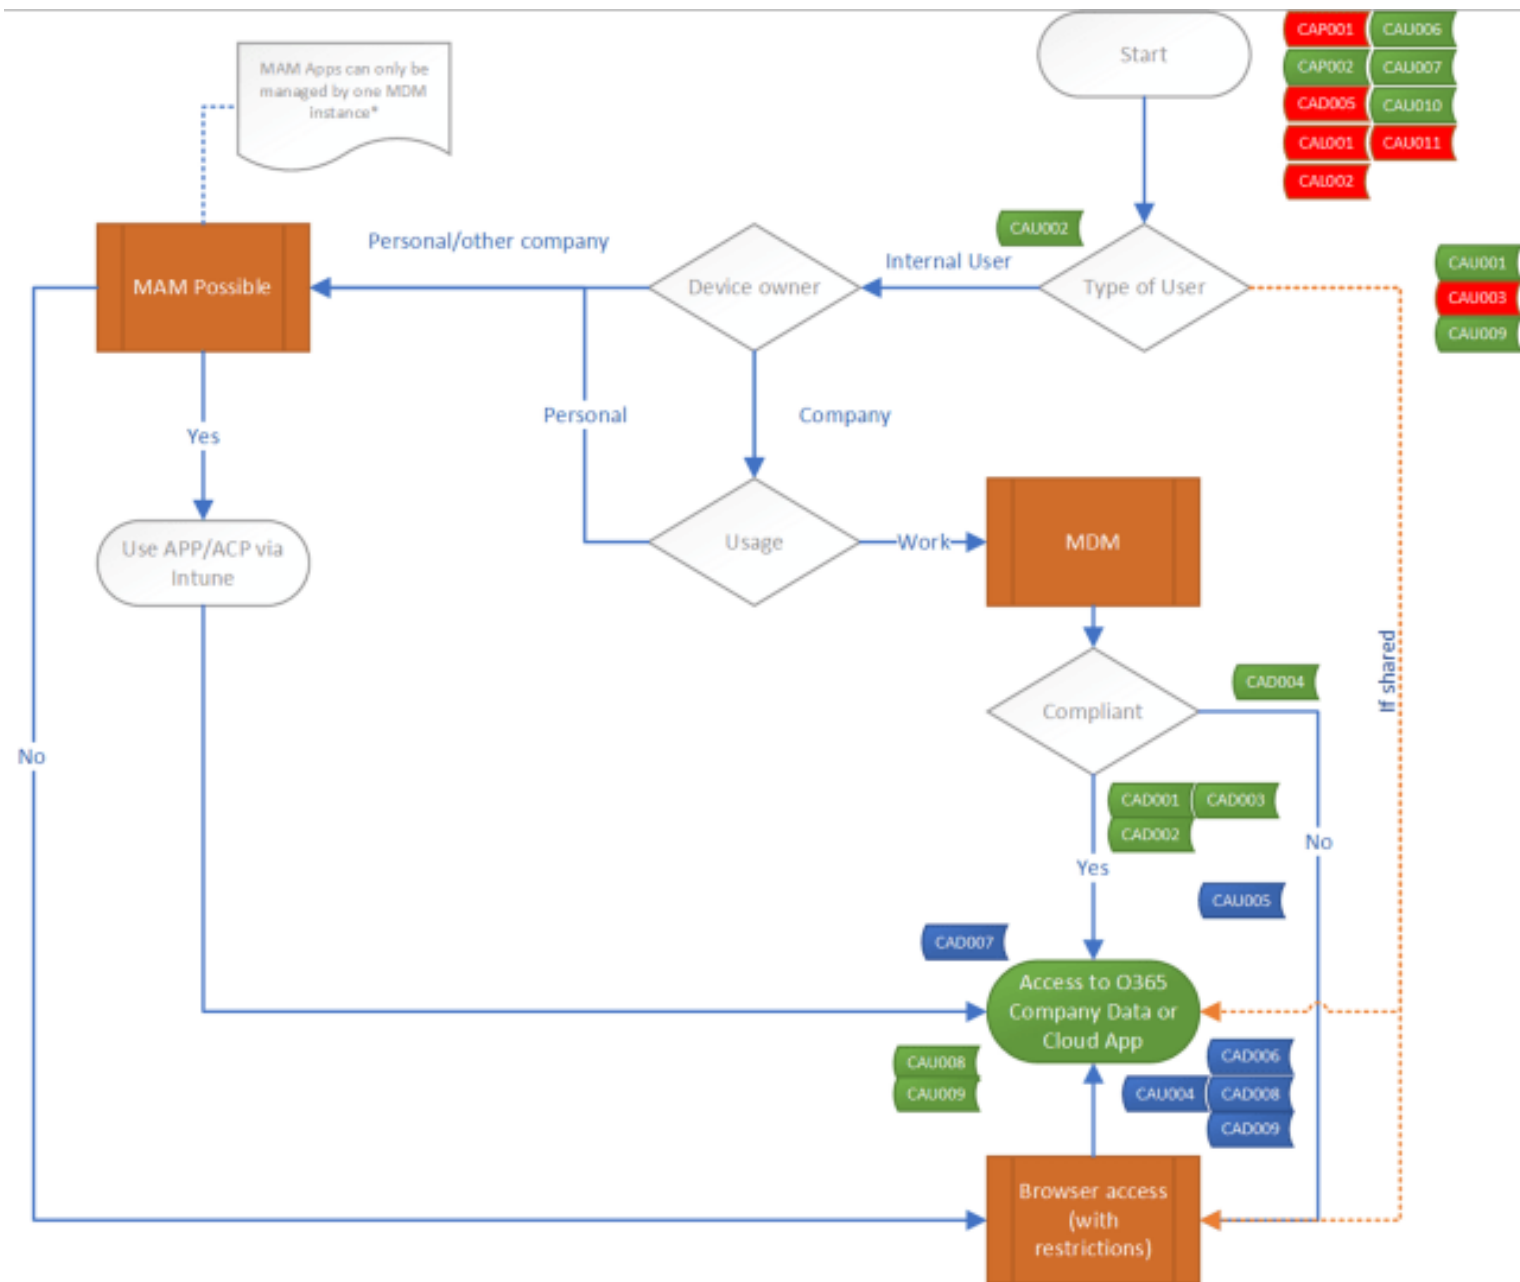 MAM Apps can only be
managed by one MDM
instance*
Start
CAP001
CAU006
CAP002
CAU007
CAD005
CAU010
CAL001
CAU011
CAL002
CAU002
Personal/other company
Internal User
CAU001
MAM Possible
Device owner
Type of User
CAU003
CAU009
Personal
Company
Yes
Use APP/ACP via
Intune
Usage
Work
MDM
If shared
CAD004
Compliant
No
CAD001
CAD003
CAD002
No
Yes
CAU005
CAD007
Access to O365
Company Data or
Cloud App
CAU008
CAU009
CAD006
CAU004
CAD008
CAD009
Browser access
(with
restrictions)